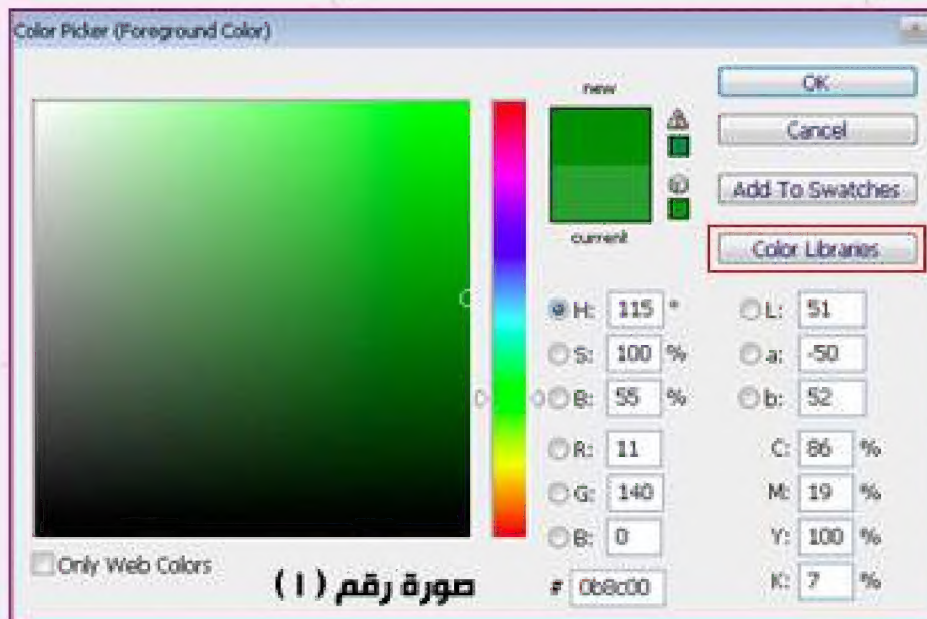 Color Picker (Foreground Color)
new
current
OK
Cancel
Add To Swatches
Color Libraries
H: 115 °
S: 100 %
B: 55 %
R: 11
G: 140
B: 0
# 0b8c00
L: 51
a: -50
b: 52
C: 86 %
M: 19 %
Y: 100 %
K: 7 %
Only Web Colors
صورة رقم ( ١ )